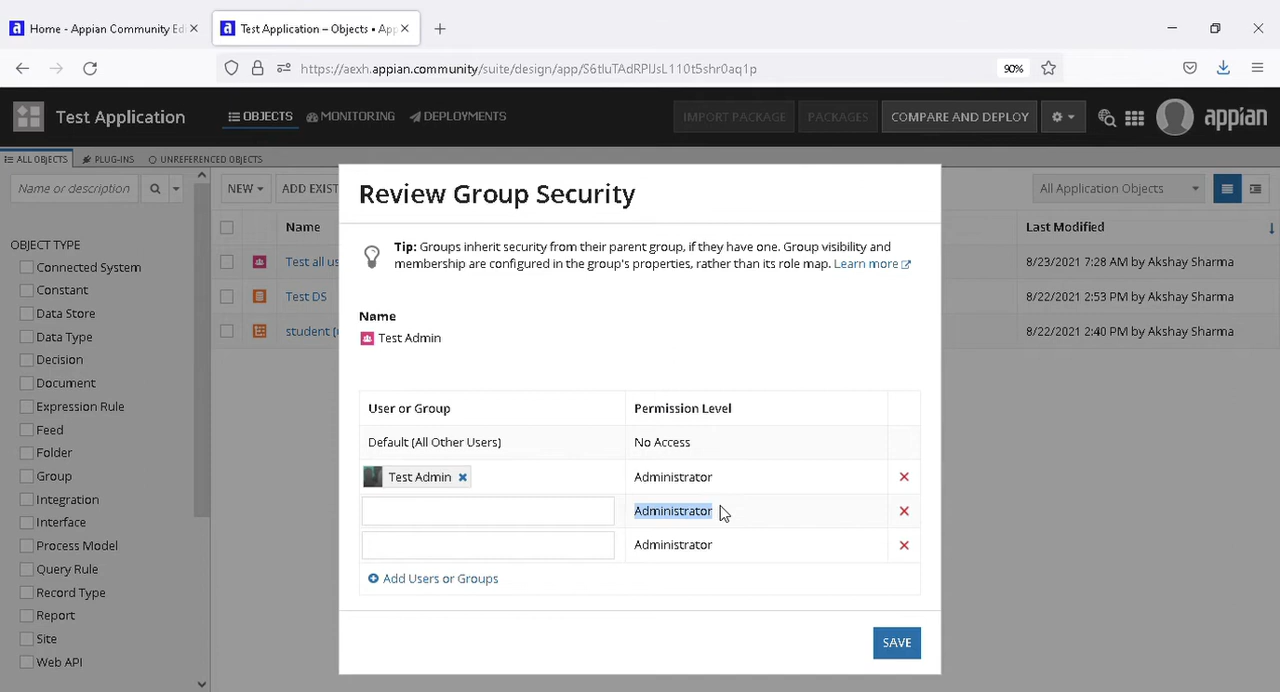 Home - Appian Community Edi
Test Application – Objects • App
https://aexh.appian.community/suite/design/app/S6tluTAdRPIJsL110t5shr0aq1p
90%
Test Application
OBJECTS
MONITORING
DEPLOYMENTS
IMPORT PACKAGE
PACKAGES
COMPARE AND DEPLOY
appian
ALL OBJECTS
PLUG-INS
UNREFERENCED OBJECTS
Name or description
NEW
ADD EXIST
All Application Objects
Name
Last Modified
Test all us
8/23/2021 7:28 AM by Akshay Sharma
Test DS
8/22/2021 2:53 PM by Akshay Sharma
student [
8/22/2021 2:40 PM by Akshay Sharma
OBJECT TYPE
Connected System
Constant
Data Store
Data Type
Decision
Document
Expression Rule
Feed
Folder
Group
Integration
Interface
Process Model
Query Rule
Record Type
Report
Site
Web API
Review Group Security
Tip: Groups inherit security from their parent group, if they have one. Group visibility and
membership are configured in the group's properties, rather than its role map. Learn more
Name
Test Admin
User or Group
Permission Level
Default (All Other Users)
No Access
Test Admin
Administrator
Administrator
Administrator
Add Users or Groups
SAVE